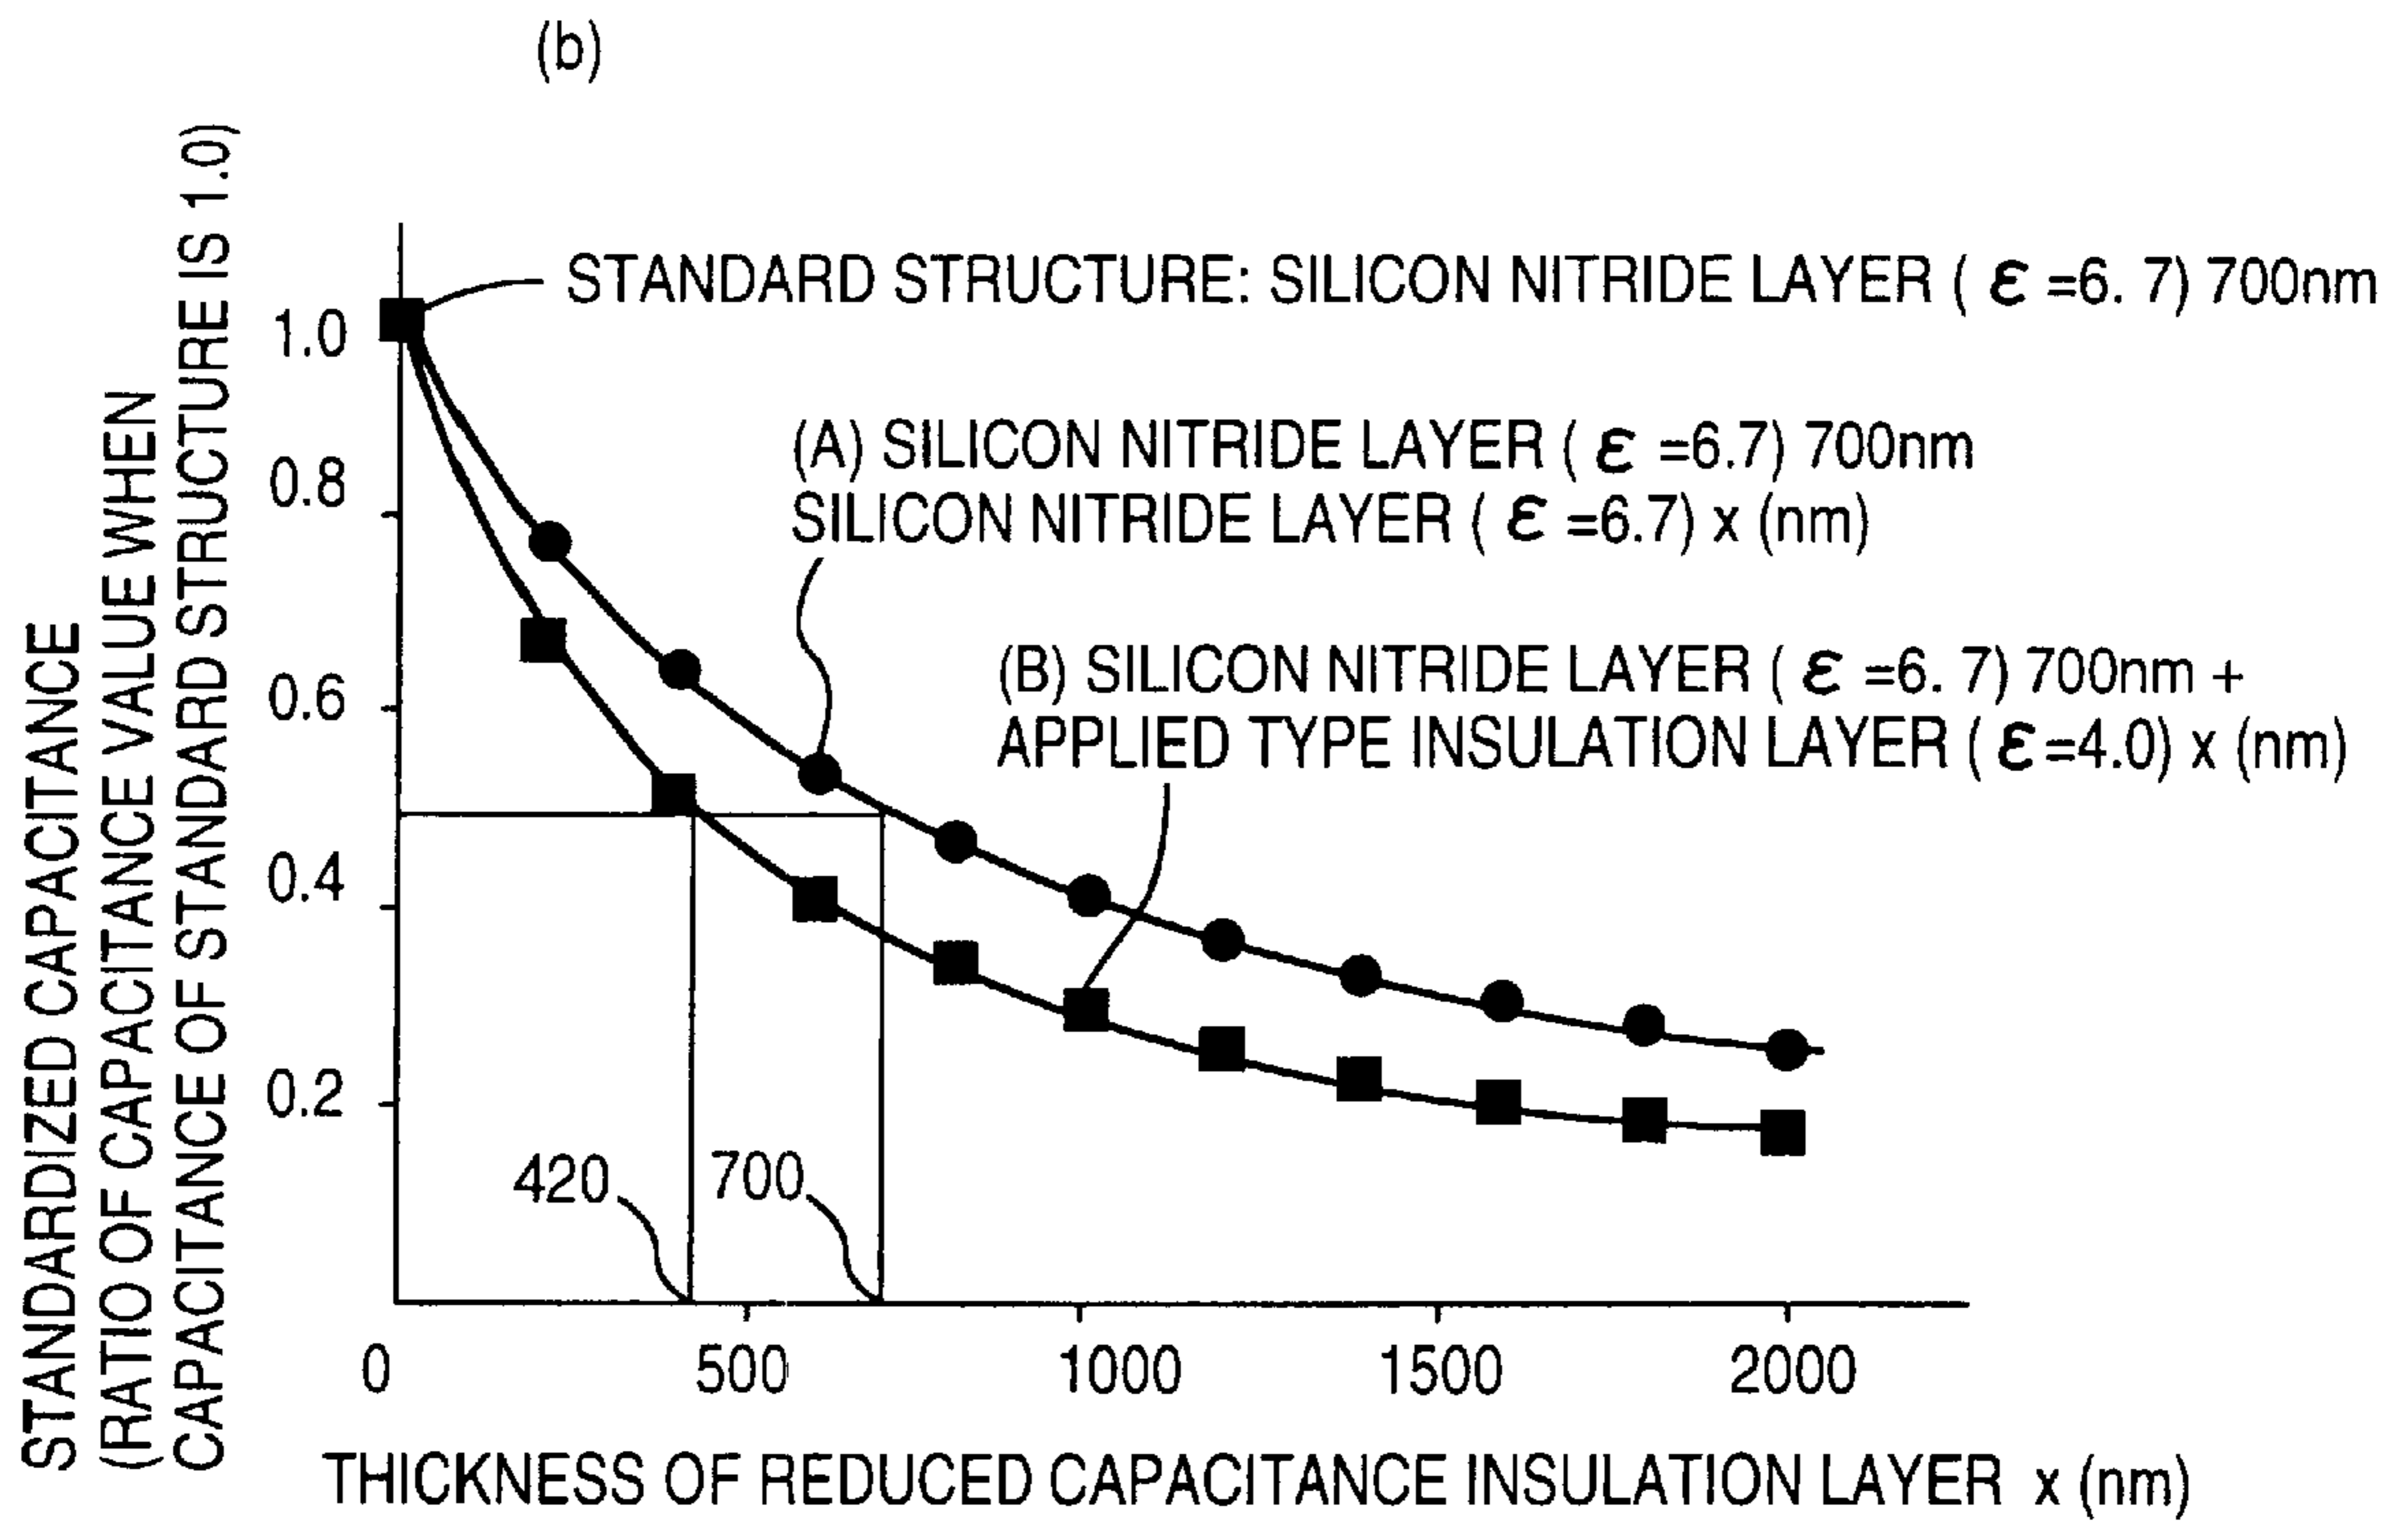 (b)
STANDARDIZED CAPACITANCE
(RATIO OF CAPACITANCE VALUE WHEN
CAPACITANCE OF STANDARD STRUCTURE IS 1.0)
STANDARD STRUCTURE: SILICON NITRIDE LAYER ( ε =6. 7) 700nm
(A) SILICON NITRIDE LAYER ( ε =6.7) 700nm
SILICON NITRIDE LAYER ( ε =6.7) x (nm)
(B) SILICON NITRIDE LAYER ( ε =6. 7) 700nm +
APPLIED TYPE INSULATION LAYER ( ε=4.0) x (nm)
1.0
0.8
0.6
0.4
0.2
420
700
0
500
1000
1500
2000
THICKNESS OF REDUCED CAPACITANCE INSULATION LAYER x (nm)